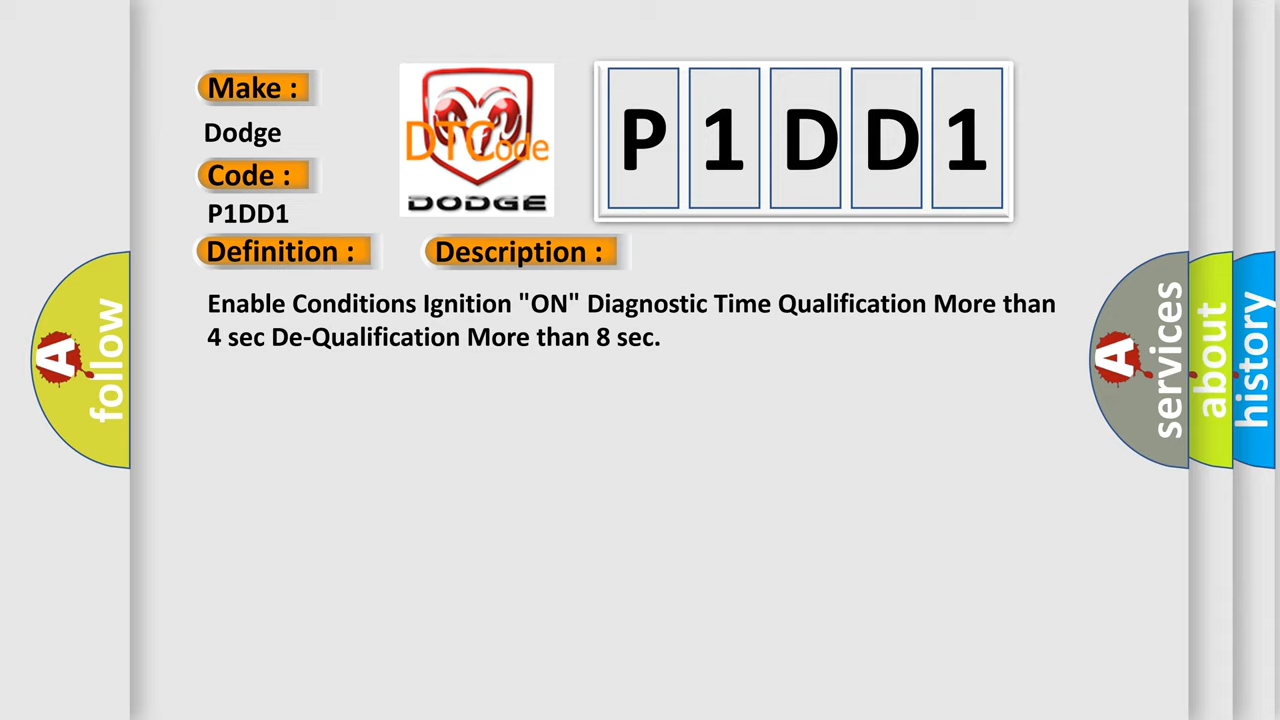 Make :
Dodge
Code :
P1DD1
Definition :
Description :
Enable Conditions Ignition "ON" Diagnostic Time Qualification More than
4 sec De-Qualification More than 8 sec.
DTCode
DODGE
P 1 D D 1
A
follow
A
services
about
history